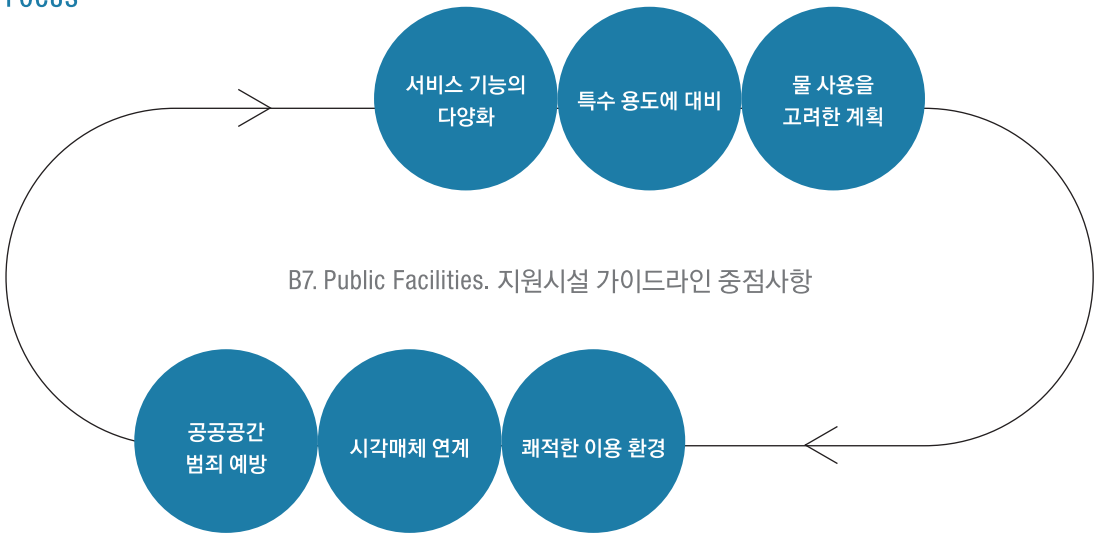 FOCUS
서비스 기능의
다양화
특수 용도에 대비
물 사용을
고려한 계획
B7. Public Facilities. 지원시설 가이드라인 중점사항
공공공간
범죄 예방
시각매체 연계
쾌적한 이용 환경